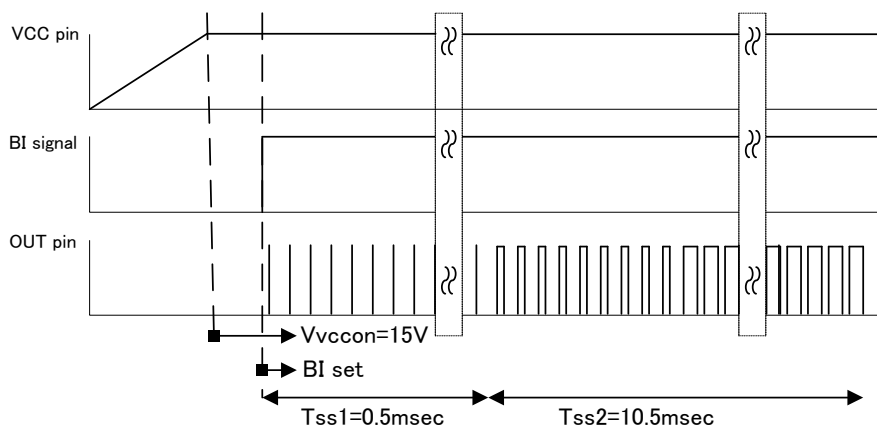 VCC pin
BI signal
OUT pin
Vvccon=15V
BI set
Tss1=0.5msec
Tss2=10.5msec